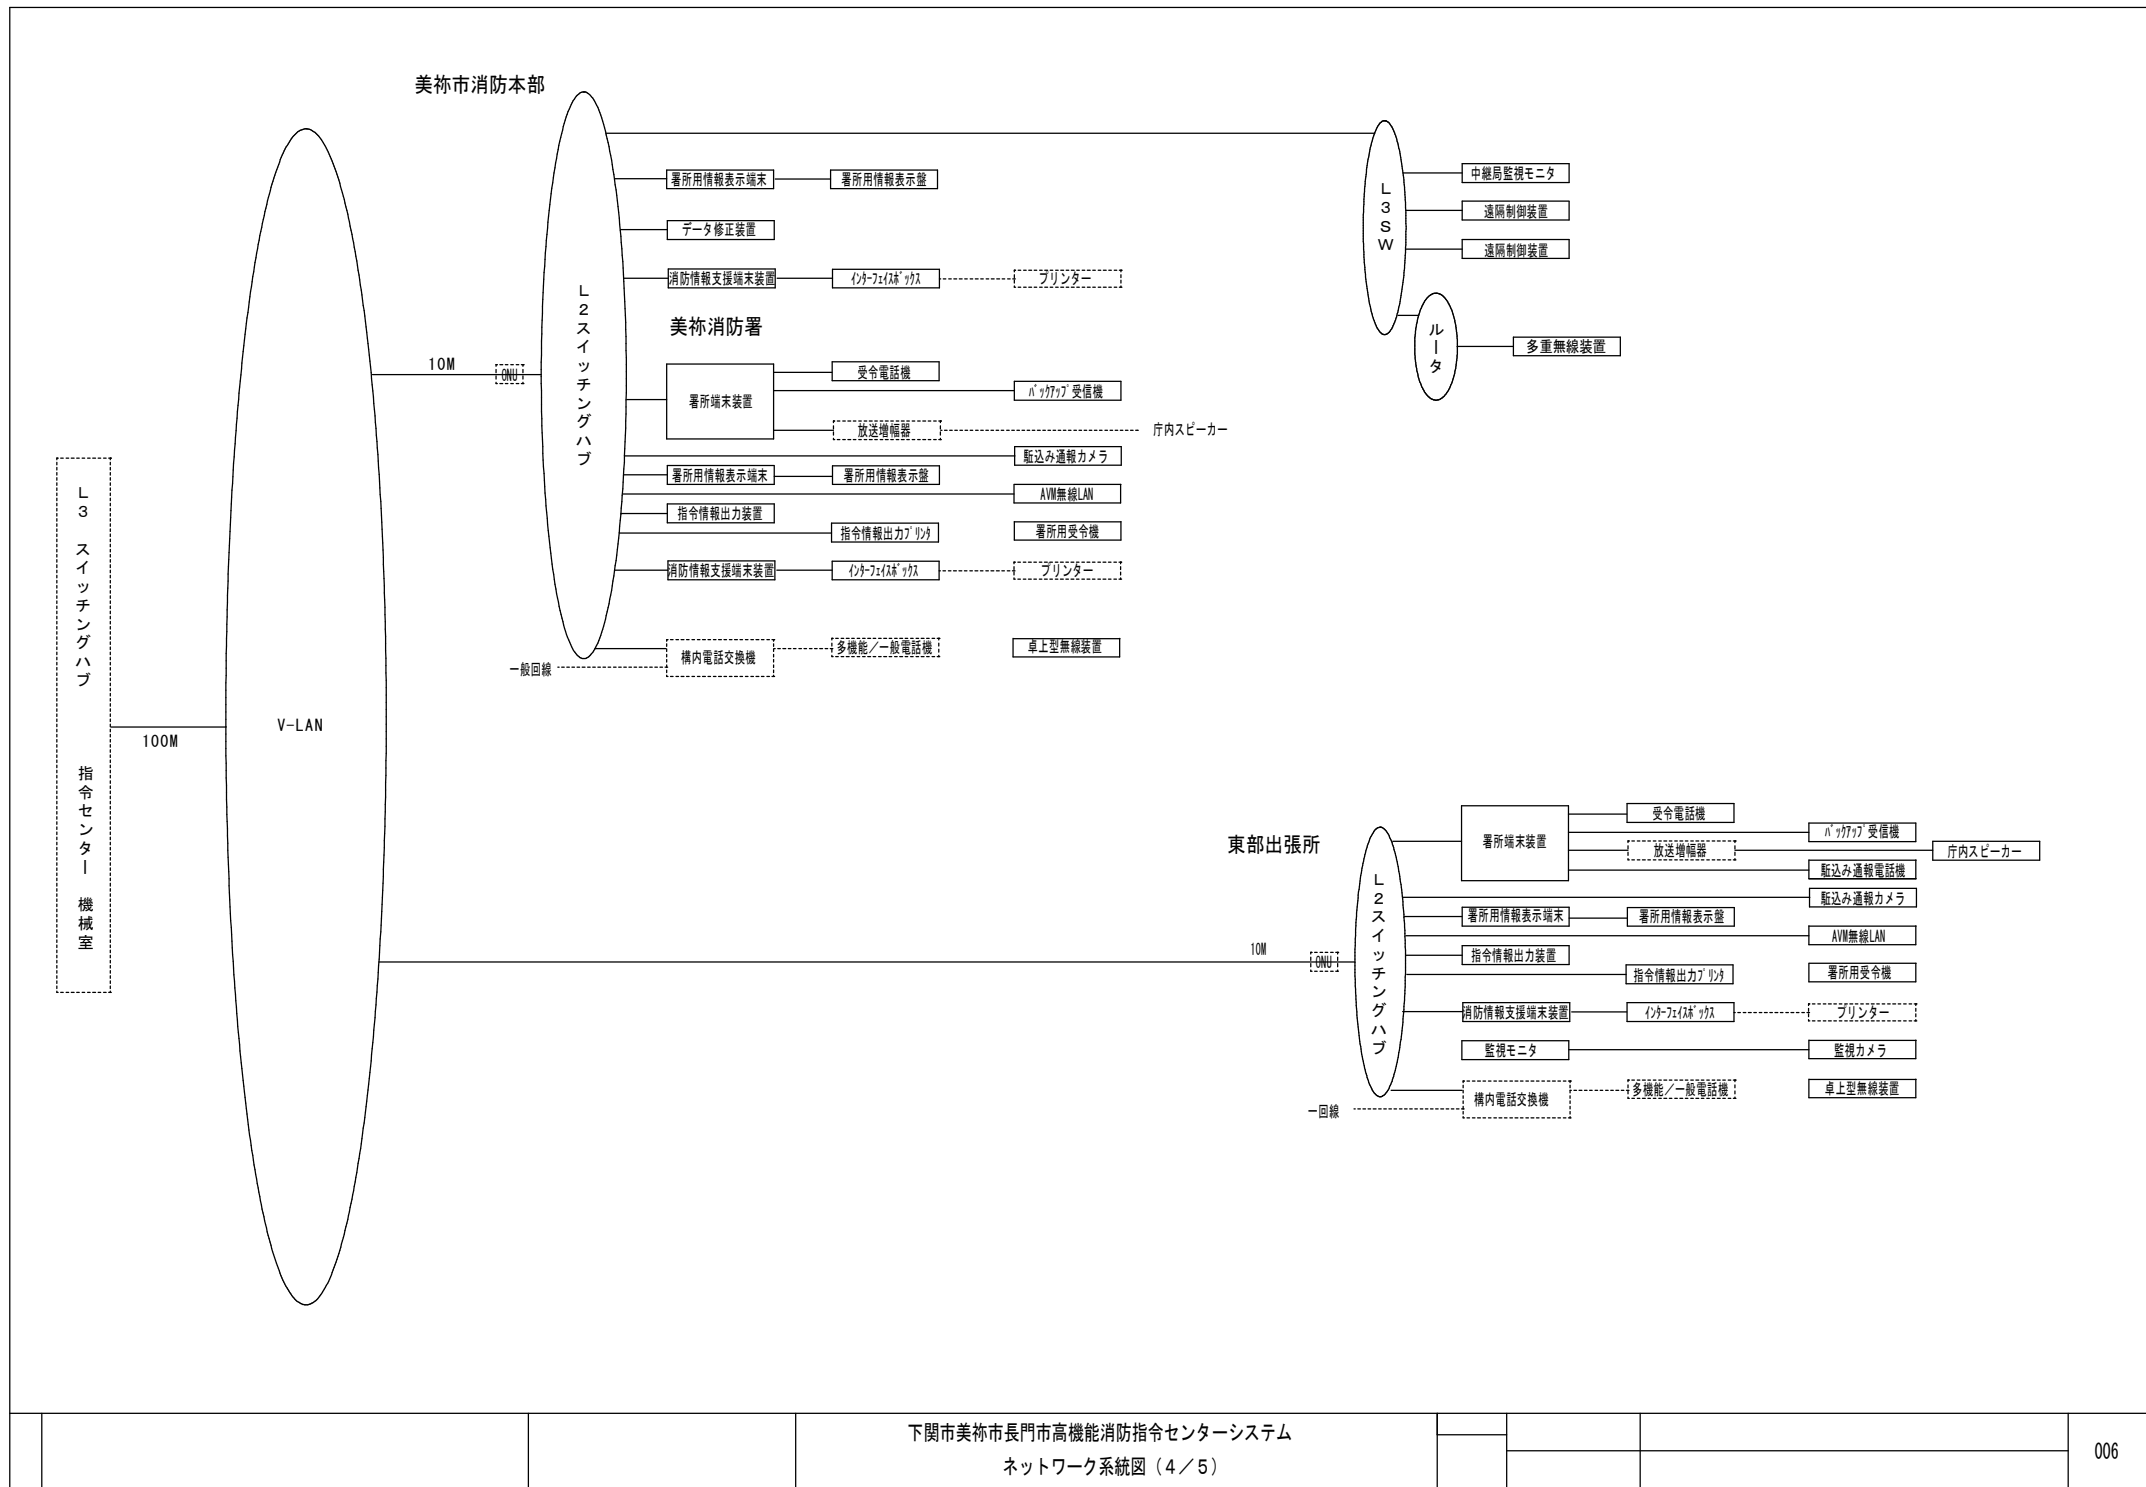 美祢市消防本部
L3 スイッチングハブ 指令センター 機械室
100M
V-LAN
10M
ONU
L2スイッチングハブ
署所用情報表示端末
署所用情報表示盤
データ修正装置
消防情報支援端末装置
ｲﾝﾀｰﾌｪｲｽﾎﾞｯｸｽ
プリンター
美祢消防署
署所端末装置
受令電話機
ﾊﾞｯｸｱｯﾌﾟ受信機
放送増幅器
庁内スピーカー
駈込み通報カメラ
署所用情報表示端末
署所用情報表示盤
AVM無線LAN
指令情報出力装置
指令情報出力ﾌﾟﾘﾝﾀ
署所用受令機
消防情報支援端末装置
ｲﾝﾀｰﾌｪｲｽﾎﾞｯｸｽ
プリンター
一般回線
構内電話交換機
多機能／一般電話機
卓上型無線装置
L3SW
中継局監視モニタ
遠隔制御装置
遠隔制御装置
ルータ
多重無線装置
東部出張所
10M
ONU
L2スイッチングハブ
署所端末装置
受令電話機
ﾊﾞｯｸｱｯﾌﾟ受信機
放送増幅器
庁内スピーカー
駈込み通報電話機
駈込み通報カメラ
署所用情報表示端末
署所用情報表示盤
AVM無線LAN
指令情報出力装置
指令情報出力ﾌﾟﾘﾝﾀ
署所用受令機
消防情報支援端末装置
ｲﾝﾀｰﾌｪｲｽﾎﾞｯｸｽ
プリンター
監視モニタ
監視カメラ
一回線
構内電話交換機
多機能／一般電話機
卓上型無線装置
下関市美祢市長門市高機能消防指令センターシステム
ネットワーク系統図（４／５）
006